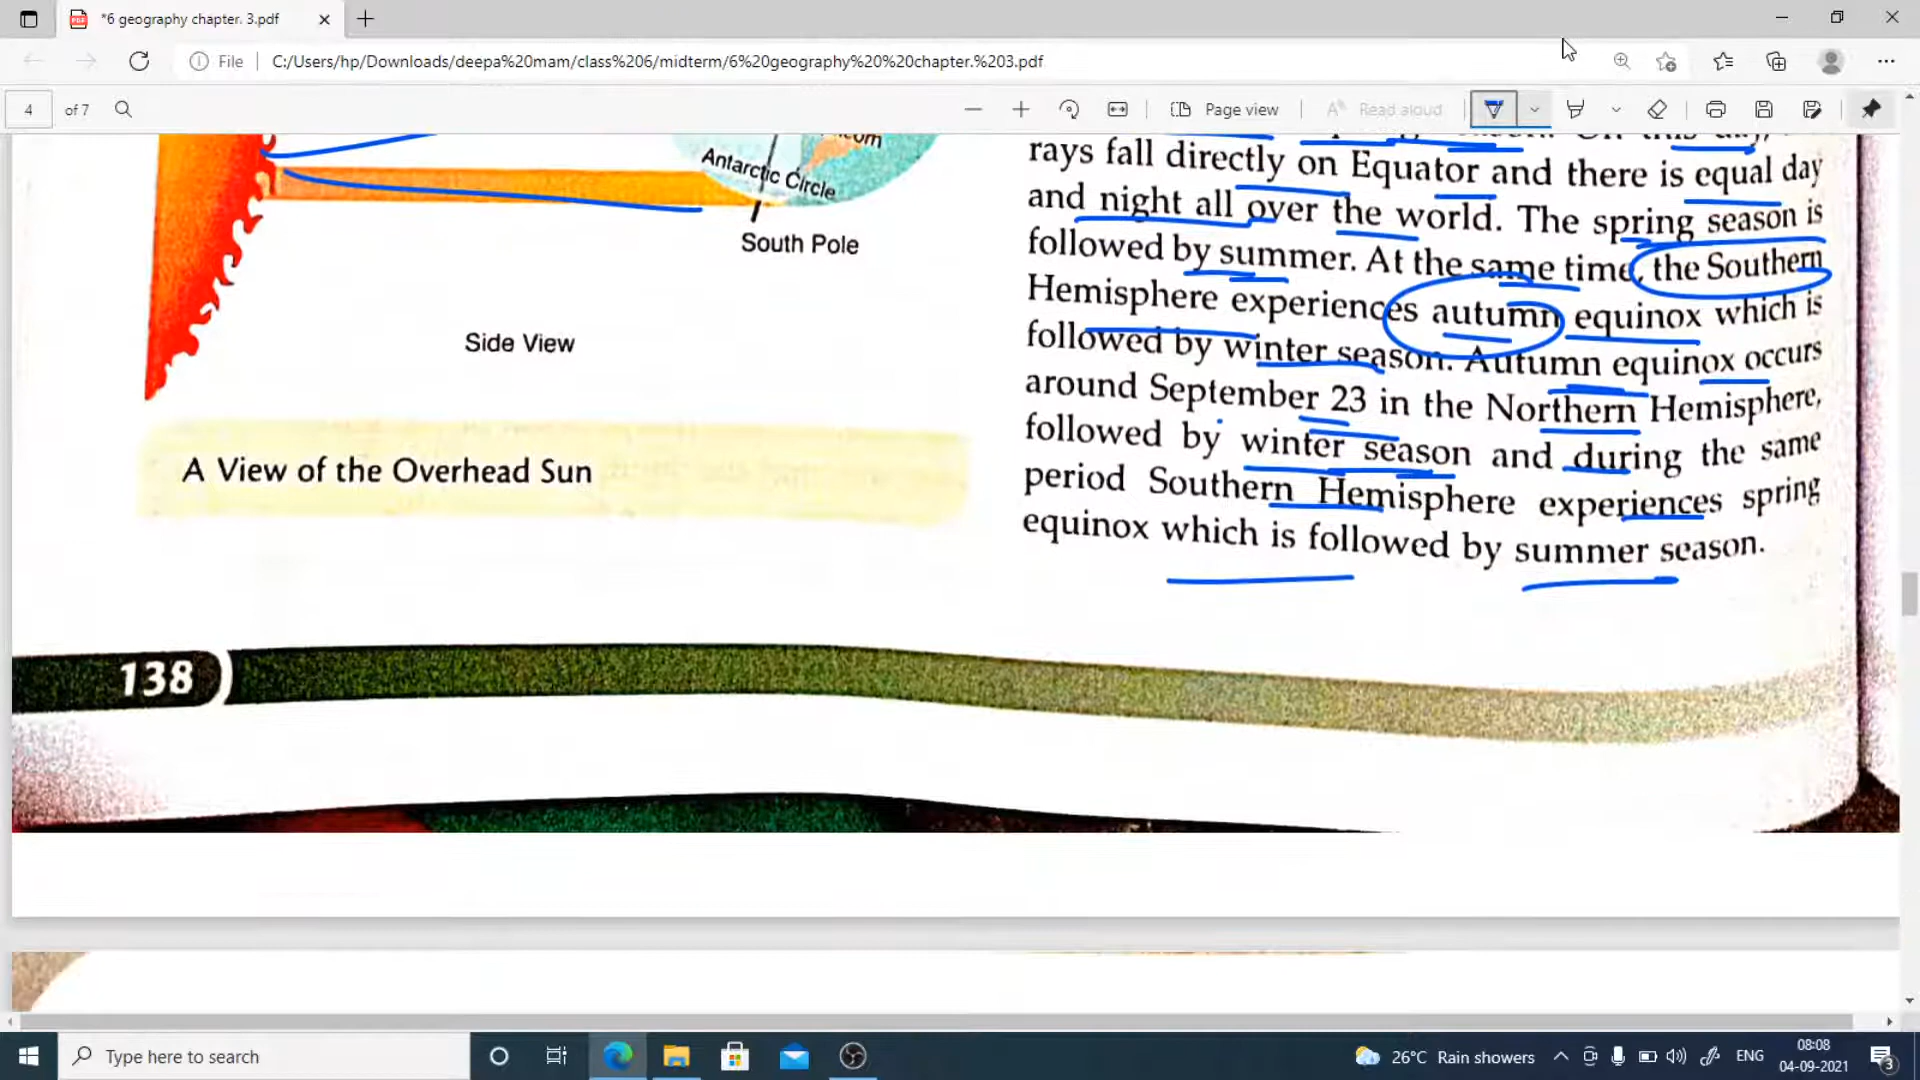 *6 geography chapter. 3.pdf
File
C:/Users/hp/Downloads/deepa%20mam/class%206/midterm/6%20geography%20%20chapter.%203.pdf
4 of 7
Page view
Read aloud
Antarctic Circle
South Pole
Side View
A View of the Overhead Sun
rays fall directly on Equator and there is equal day
and night all over the world. The spring season is
followed by summer. At the same time, the Southern
Hemisphere experiences autumn equinox which is
followed by winter season. Autumn equinox occurs
around September 23 in the Northern Hemisphere,
followed by winter season and during the same
period Southern Hemisphere experiences spring
equinox which is followed by summer season.
138
Type here to search
26°C Rain showers
ENG
08:08
04-09-2021
3